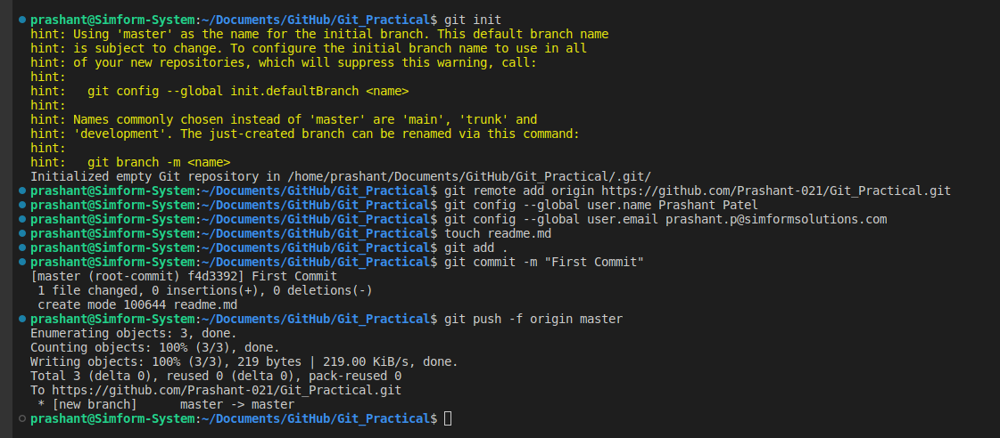 prashant@Simform-System:~/Documents/GitHub/Git_Practical$ git init
hint: Using 'master' as the name for the initial branch. This default branch name
hint: is subject to change. To configure the initial branch name to use in all
hint: of your new repositories, which will suppress this warning, call:
hint:
hint:   git config --global init.defaultBranch <name>
hint:
hint: Names commonly chosen instead of 'master' are 'main', 'trunk' and
hint: 'development'. The just-created branch can be renamed via this command:
hint:
hint:   git branch -m <name>
Initialized empty Git repository in /home/prashant/Documents/GitHub/Git_Practical/.git/
prashant@Simform-System:~/Documents/GitHub/Git_Practical$ git remote add origin https://github.com/Prashant-021/Git_Practical.git
prashant@Simform-System:~/Documents/GitHub/Git_Practical$ git config --global user.name Prashant Patel
prashant@Simform-System:~/Documents/GitHub/Git_Practical$ git config --global user.email prashant.p@simformsolutions.com
prashant@Simform-System:~/Documents/GitHub/Git_Practical$ touch readme.md
prashant@Simform-System:~/Documents/GitHub/Git_Practical$ git add .
prashant@Simform-System:~/Documents/GitHub/Git_Practical$ git commit -m "First Commit"
[master (root-commit) f4d3392] First Commit
 1 file changed, 0 insertions(+), 0 deletions(-)
 create mode 100644 readme.md
prashant@Simform-System:~/Documents/GitHub/Git_Practical$ git push -f origin master
Enumerating objects: 3, done.
Counting objects: 100% (3/3), done.
Writing objects: 100% (3/3), 219 bytes | 219.00 KiB/s, done.
Total 3 (delta 0), reused 0 (delta 0), pack-reused 0
To https://github.com/Prashant-021/Git_Practical.git
 * [new branch]      master -> master
prashant@Simform-System:~/Documents/GitHub/Git_Practical$